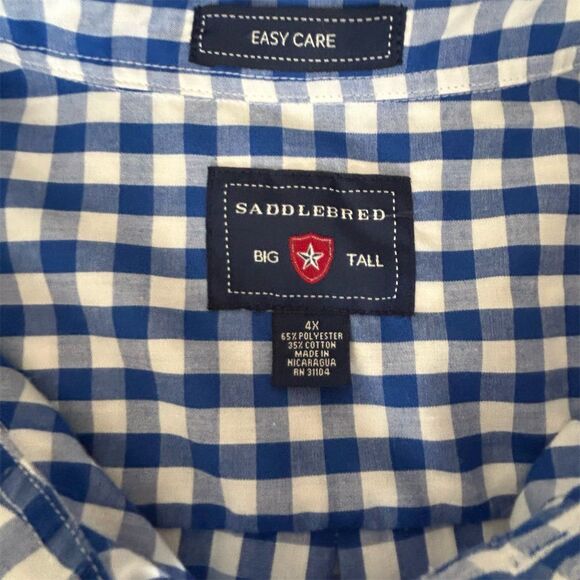 EASY CARE
SADDLEBRED
BIG TALL
4X
65% POLYESTER
35% COTTON
MADE IN
NICARAGUA
RN 31104